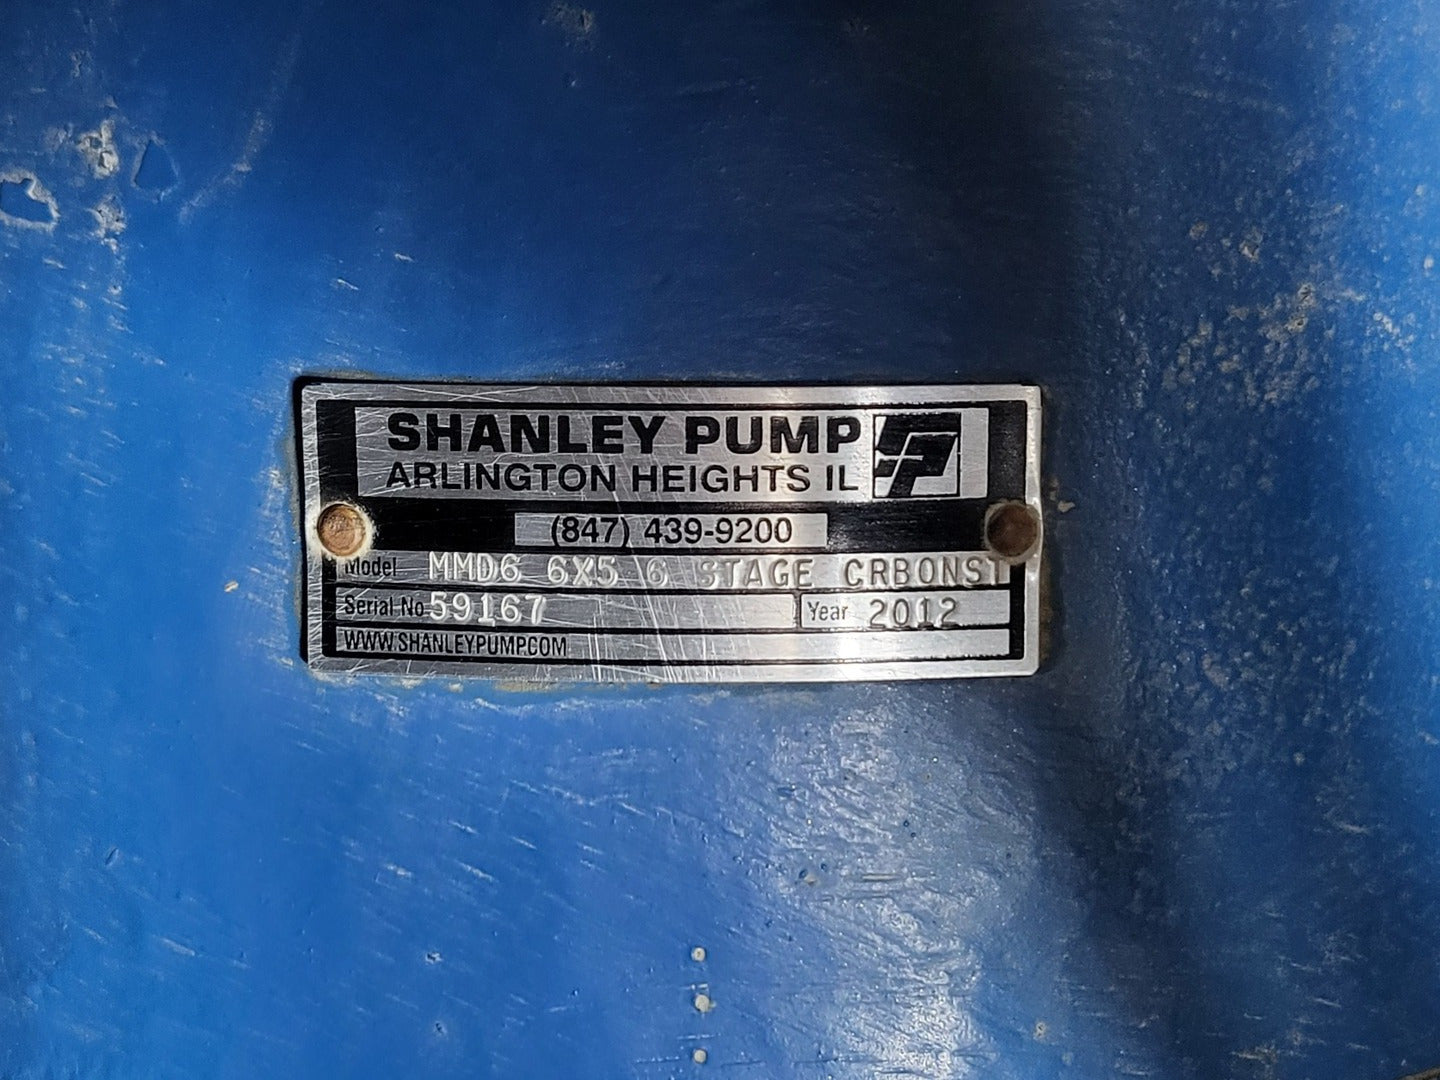 SHANLEY PUMP
ARLINGTON HEIGHTS IL
(847) 439-9200
Model MMD6 6X5 6 STAGE CRBONST
Serial No 59167 Year 2012
WWW.SHANLEYPUMP.COM